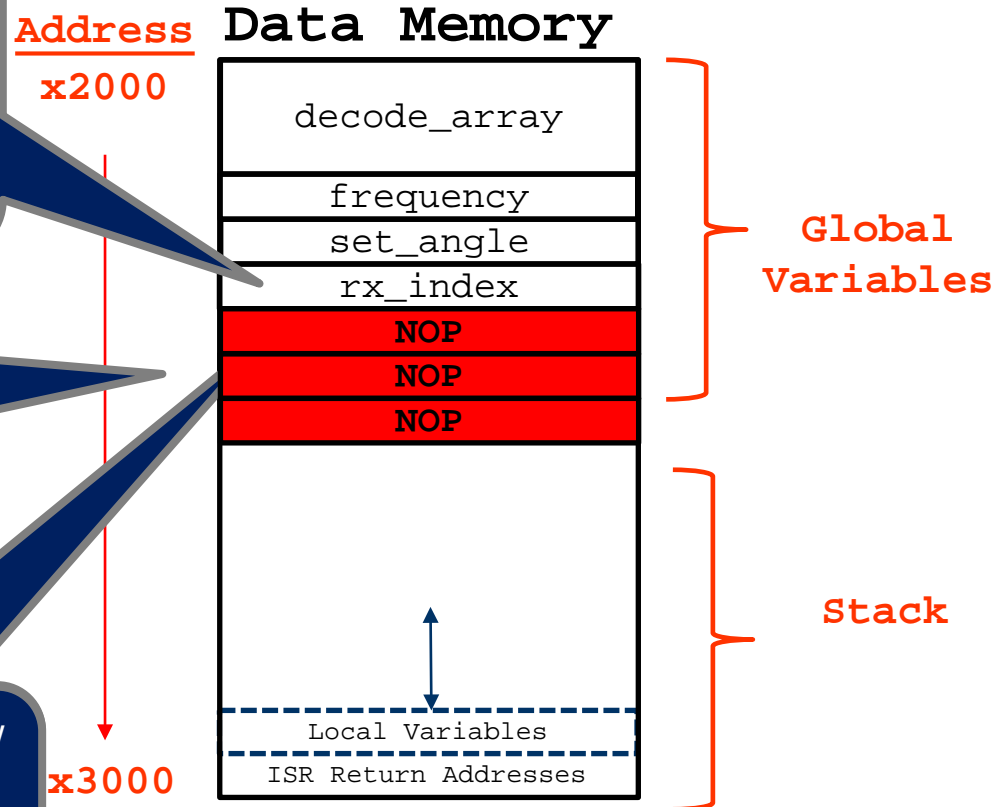 Address
Data Memory
x2000
decode_array
frequency
set_angle
rx_index
NOP
NOP
NOP
Global
Variables
Stack
Local Variables
ISR Return Addresses
x3000